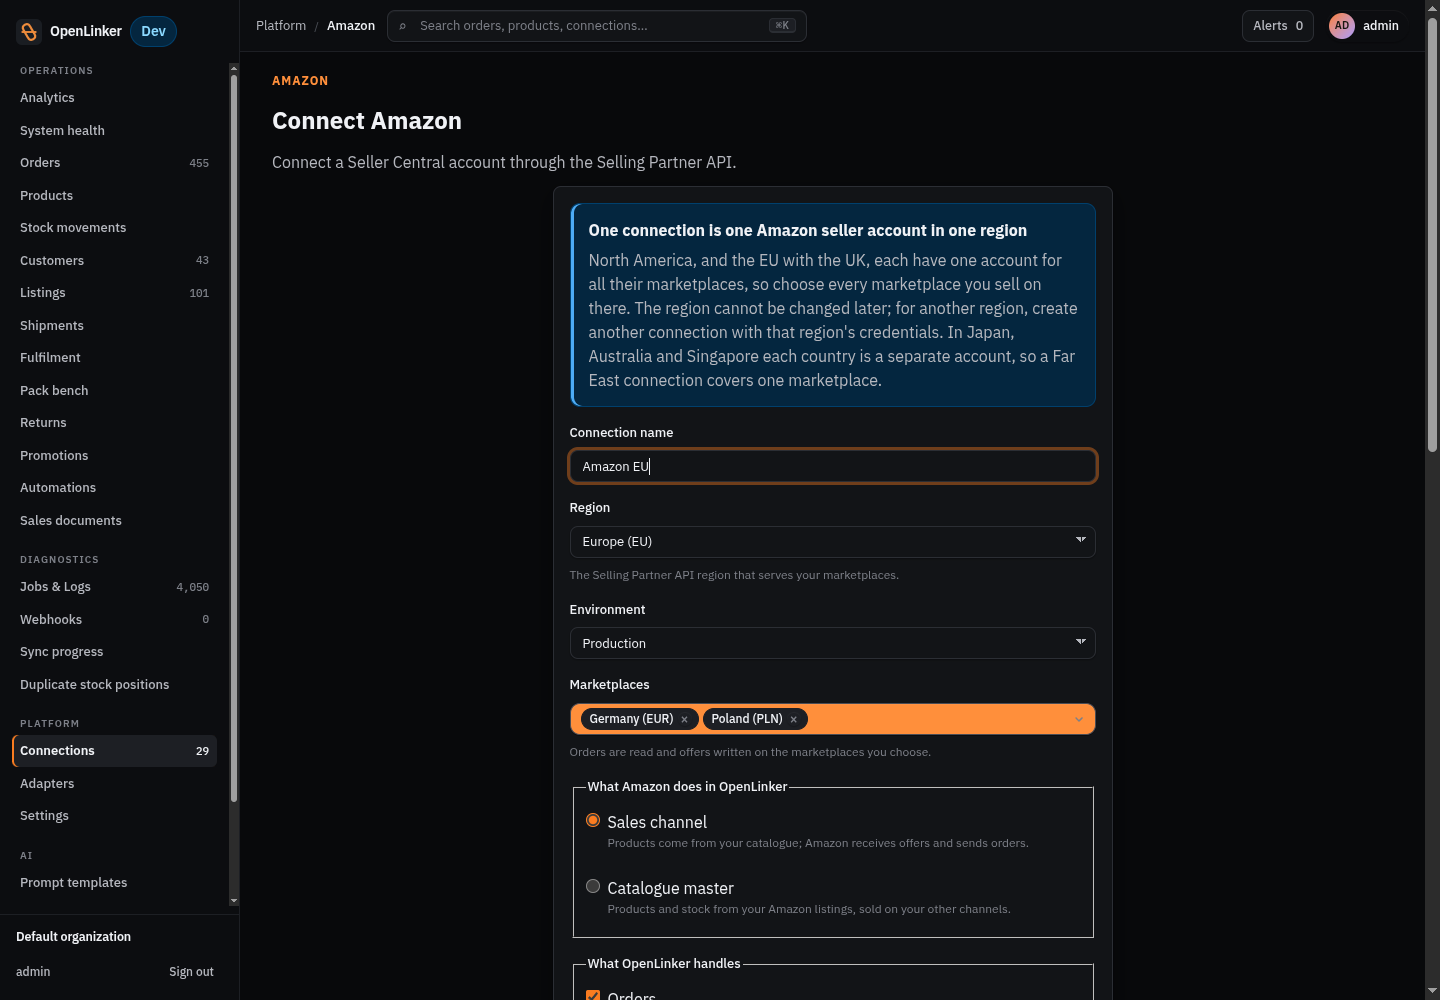 OpenLinker Dev
OPERATIONS
Analytics
System health
Orders 455
Products
Stock movements
Customers 43
Listings 101
Shipments
Fulfilment
Pack bench
Returns
Promotions
Automations
Sales documents
DIAGNOSTICS
Jobs & Logs 4,050
Webhooks 0
Sync progress
Duplicate stock positions
PLATFORM
Connections 29
Adapters
Settings
AI
Prompt templates
Default organization
admin Sign out
Platform / Amazon
Search orders, products, connections... ⌘K
Alerts 0
AD admin
AMAZON
Connect Amazon
Connect a Seller Central account through the Selling Partner API.
One connection is one Amazon seller account in one region
North America, and the EU with the UK, each have one account for
all their marketplaces, so choose every marketplace you sell on
there. The region cannot be changed later; for another region, create
another connection with that region's credentials. In Japan,
Australia and Singapore each country is a separate account, so a Far
East connection covers one marketplace.
Connection name
Amazon EU
Region
Europe (EU)
The Selling Partner API region that serves your marketplaces.
Environment
Production
Marketplaces
Germany (EUR) × Poland (PLN) ×
Orders are read and offers written on the marketplaces you choose.
What Amazon does in OpenLinker
Sales channel
Products come from your catalogue; Amazon receives offers and sends orders.
Catalogue master
Products and stock from your Amazon listings, sold on your other channels.
What OpenLinker handles
Orders